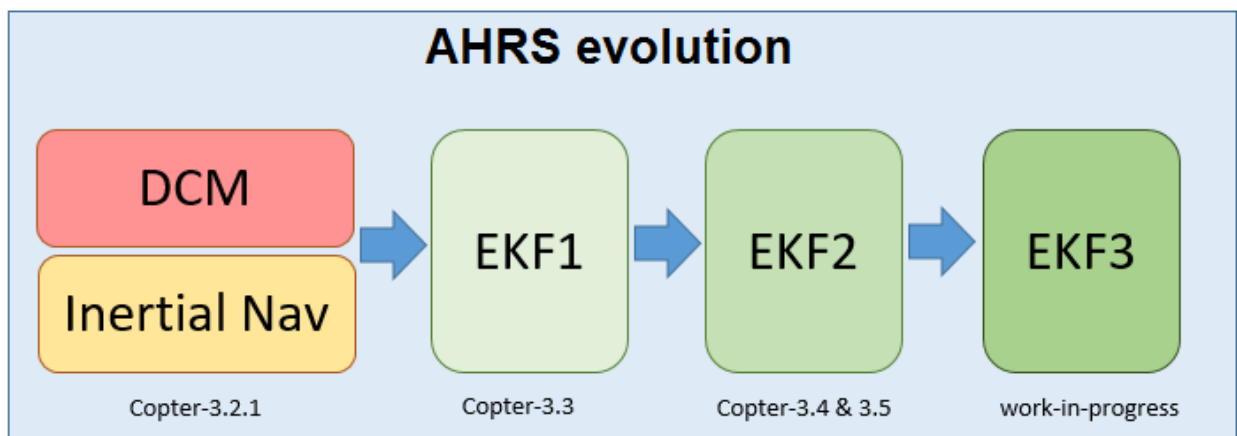 AHRS evolution
DCM
Inertial Nav
EKF1
EKF2
EKF3
Copter-3.2.1
Copter-3.3
Copter-3.4 & 3.5
work-in-progress